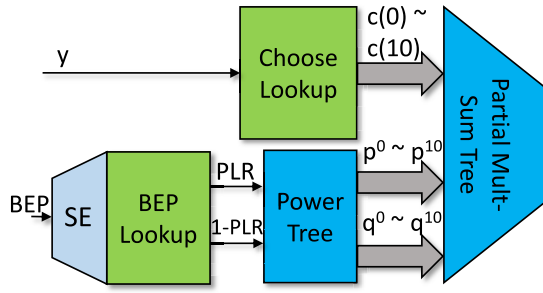 y
Choose
Lookup
c(0) ~
c(10)
Partial Mult-
Sum Tree
BEP
SE
BEP
Lookup
PLR
1-PLR
Power
Tree
p⁰ ~ p¹⁰
q⁰ ~ q¹⁰